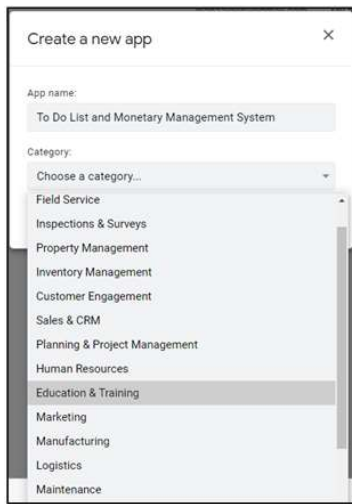 Create a new app
App name:
To Do List and Monetary Management System
Category:
Choose a category...
Field Service
Inspections & Surveys
Property Management
Inventory Management
Customer Engagement
Sales & CRM
Planning & Project Management
Human Resources
Education & Training
Marketing
Manufacturing
Logistics
Maintenance